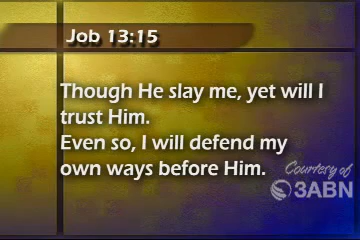 Job 13:15
Though He slay me, yet will I
trust Him.
Even so, I will defend my
own ways before Him.
Courtesy of
3ABN